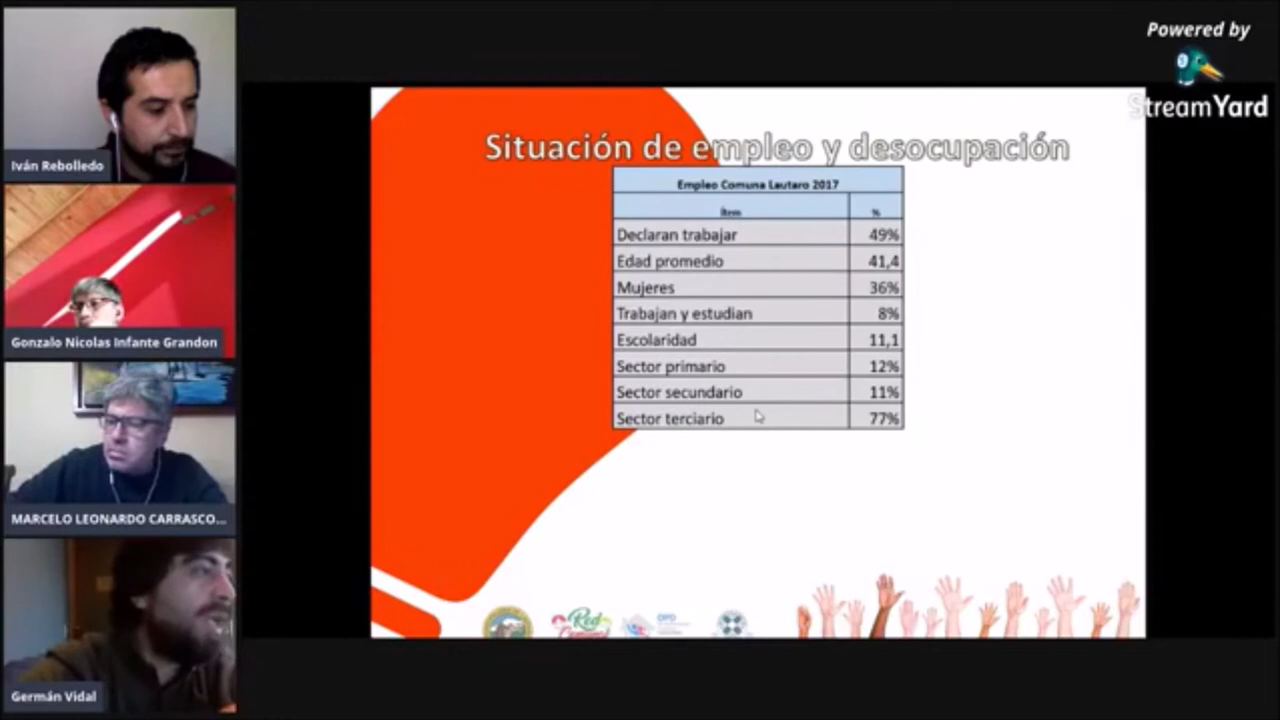 Powered by
StreamYard
Iván Rebolledo
Gonzalo Nicolas Infante Grandon
MARCELO LEONARDO CARRASCO...
Germán Vidal
Situación de empleo y desocupación
Empleo Comuna Lautaro 2017
Ítem %
Declaran trabajar 49%
Edad promedio 41,4
Mujeres 36%
Trabajan y estudian 8%
Escolaridad 11,1
Sector primario 12%
Sector secundario 11%
Sector terciario 77%
Red